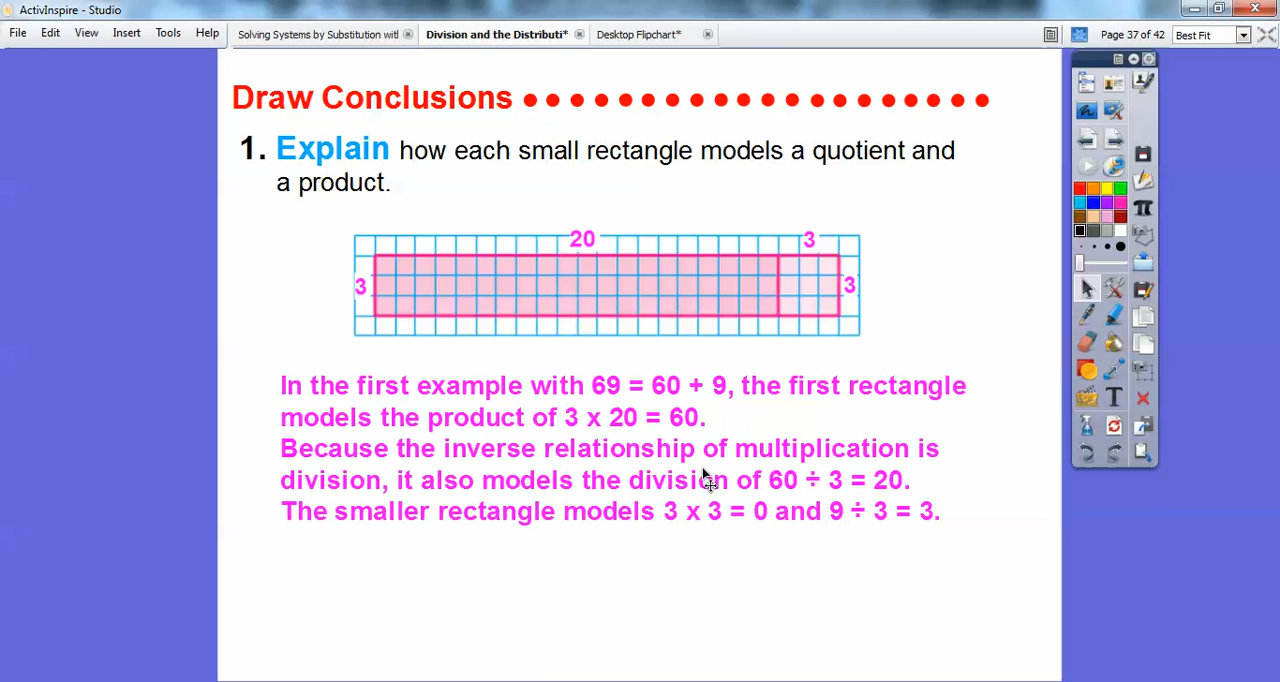 ActivInspire - Studio
File Edit View Insert Tools Help
Solving Systems by Substitution witl
Division and the Distributi*
Desktop Flipchart*
Page 37 of 42
Best Fit
Draw Conclusions
1. Explain how each small rectangle models a quotient and
a product.
20 3
3 3
In the first example with 69 = 60 + 9, the first rectangle
models the product of 3 x 20 = 60.
Because the inverse relationship of multiplication is
division, it also models the division of 60 ÷ 3 = 20.
The smaller rectangle models 3 x 3 = 0 and 9 ÷ 3 = 3.